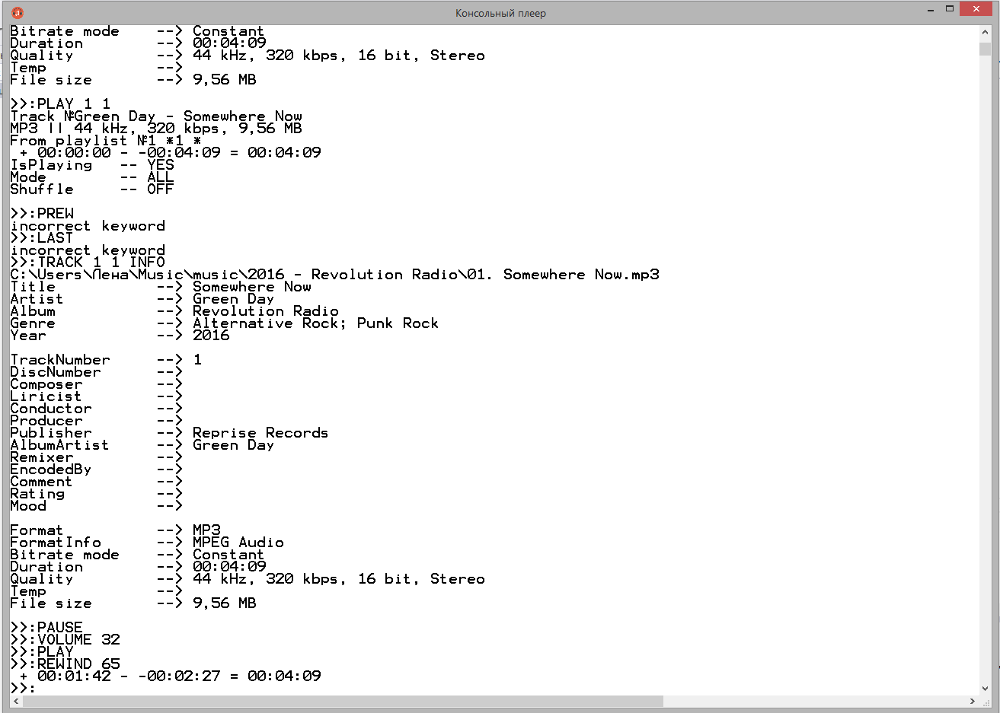 Консольный плеер
Bitrate mode --> Constant
Duration --> 00:04:09
Quality --> 44 kHz, 320 kbps, 16 bit, Stereo
Temp -->
File size --> 9,56 MB
>>:PLAY 1 1
Track №Green Day - Somewhere Now
MP3 || 44 kHz, 320 kbps, 9,56 MB
From playlist №1 *1 *
+ 00:00:00 - -00:04:09 = 00:04:09
IsPlaying -- YES
Mode -- ALL
Shuffle -- OFF
>>:PREW
incorrect keyword
>>:LAST
incorrect keyword
>>:TRACK 1 1 INFO
C:\Users\Лена\Music\music\2016 - Revolution Radio\01. Somewhere Now.mp3
Title --> Somewhere Now
Artist --> Green Day
Album --> Revolution Radio
Genre --> Alternative Rock; Punk Rock
Year --> 2016
TrackNumber --> 1
DiscNumber -->
Composer -->
Liricist -->
Conductor -->
Producer -->
Publisher --> Reprise Records
AlbumArtist --> Green Day
Remixer -->
EncodedBy -->
Comment -->
Rating -->
Mood -->
Format --> MP3
FormatInfo --> MPEG Audio
Bitrate mode --> Constant
Duration --> 00:04:09
Quality --> 44 kHz, 320 kbps, 16 bit, Stereo
Temp -->
File size --> 9,56 MB
>>:PAUSE
>>:VOLUME 32
>>:PLAY
>>:REWIND 65
+ 00:01:42 - -00:02:27 = 00:04:09
>>: